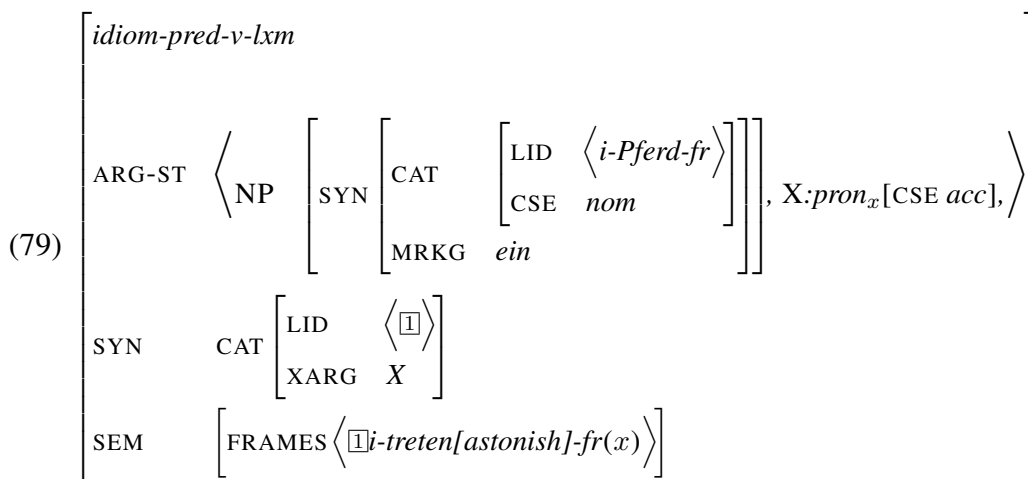 idiom-pred-v-lxm
ARG-ST ⟨NP [SYN [CAT [LID ⟨i-Pferd-fr⟩
CSE nom]
MRKG ein]], X:pronₓ[CSE acc],⟩
(79)
SYN CAT [LID ⟨1⟩
XARG X]
SEM [FRAMES ⟨1 i-treten[astonish]-fr(x)⟩]